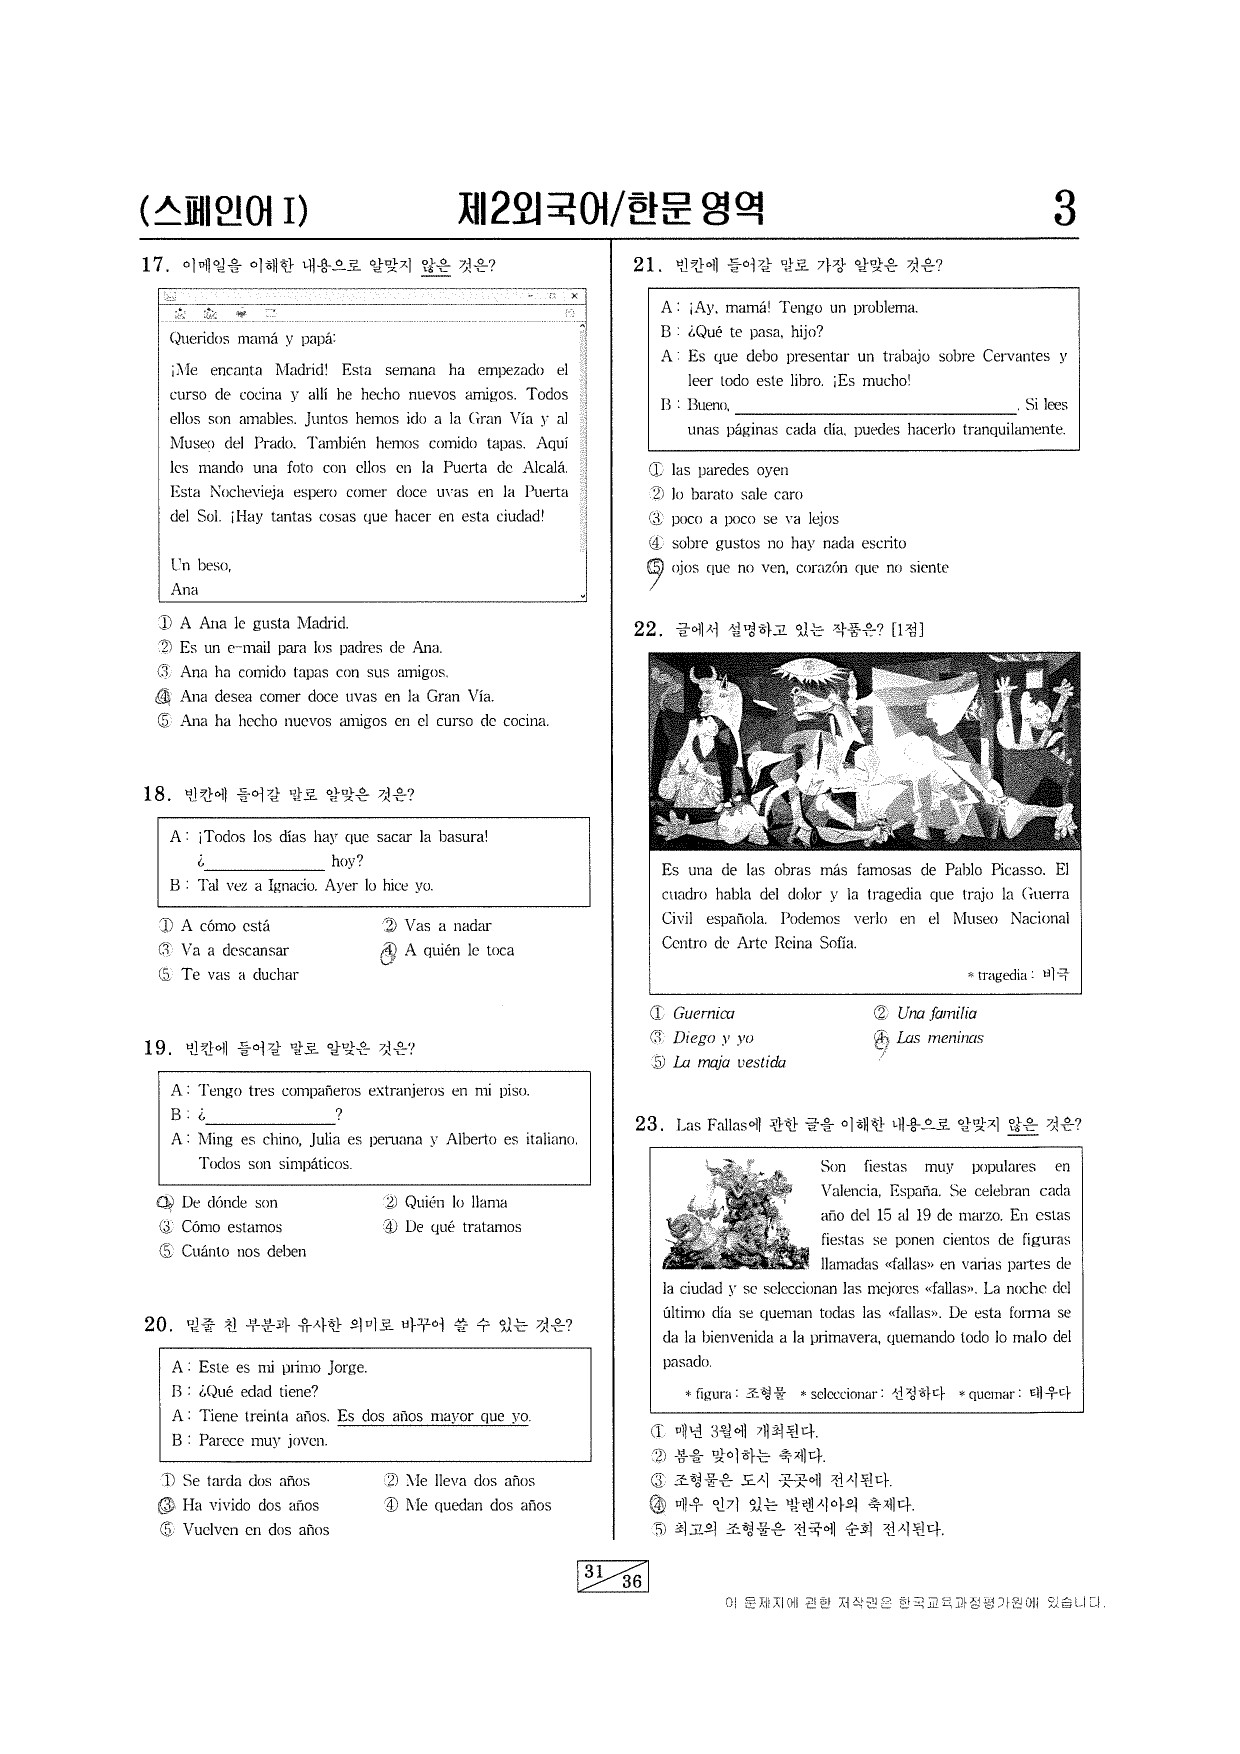 (스페인어 I)
제2외국어/한문 영역
3
17. 이메일을 이해한 내용으로 알맞지 않은 것은?
Queridos mamá y papá:
¡Me encanta Madrid! Esta semana ha empezado el
curso de cocina y allí he hecho nuevos amigos. Todos
ellos son amables. Juntos hemos ido a la Gran Vía y al
Museo del Prado. También hemos comido tapas. Aquí
les mando una foto con ellos en la Puerta de Alcalá.
Esta Nochevieja espero comer doce uvas en la Puerta
del Sol. ¡Hay tantas cosas que hacer en esta ciudad!
Un beso,
Ana
① A Ana le gusta Madrid.
② Es un e-mail para los padres de Ana.
③ Ana ha comido tapas con sus amigos.
④ Ana desea comer doce uvas en la Gran Vía.
⑤ Ana ha hecho nuevos amigos en el curso de cocina.
18. 빈칸에 들어갈 말로 알맞은 것은?
A : ¡Todos los días hay que sacar la basura!
¿_______________ hoy?
B : Tal vez a Ignacio. Ayer lo hice yo.
① A cómo está ② Vas a nadar
③ Va a descansar ④ A quién le toca
⑤ Te vas a duchar
19. 빈칸에 들어갈 말로 알맞은 것은?
A : Tengo tres compañeros extranjeros en mi piso.
B : ¿________________?
A : Ming es chino, Julia es peruana y Alberto es italiano.
Todos son simpáticos.
① De dónde son ② Quién lo llama
③ Cómo estamos ④ De qué tratamos
⑤ Cuánto nos deben
20. 밑줄 친 부분과 유사한 의미로 바꾸어 쓸 수 있는 것은?
A : Este es mi primo Jorge.
B : ¿Qué edad tiene?
A : Tiene treinta años. Es dos años mayor que yo.
B : Parece muy joven.
① Se tarda dos años ② Me lleva dos años
③ Ha vivido dos años ④ Me quedan dos años
⑤ Vuelven en dos años
21. 빈칸에 들어갈 말로 가장 알맞은 것은?
A : ¡Ay, mamá! Tengo un problema.
B : ¿Qué te pasa, hijo?
A : Es que debo presentar un trabajo sobre Cervantes y
leer todo este libro. ¡Es mucho!
B : Bueno, ___________________________________. Si lees
unas páginas cada día, puedes hacerlo tranquilamente.
① las paredes oyen
② lo barato sale caro
③ poco a poco se va lejos
④ sobre gustos no hay nada escrito
⑤ ojos que no ven, corazón que no siente
22. 글에서 설명하고 있는 작품은? [1점]
Es una de las obras más famosas de Pablo Picasso. El
cuadro habla del dolor y la tragedia que trajo la Guerra
Civil española. Podemos verlo en el Museo Nacional
Centro de Arte Reina Sofía.
* tragedia : 비극
① Guernica ② Una familia
③ Diego y yo ④ Las meninas
⑤ La maja vestida
23. Las Fallas에 관한 글을 이해한 내용으로 알맞지 않은 것은?
Son fiestas muy populares en
Valencia, España. Se celebran cada
año del 15 al 19 de marzo. En estas
fiestas se ponen cientos de figuras
llamadas «fallas» en varias partes de
la ciudad y se seleccionan las mejores «fallas». La noche del
último día se queman todas las «fallas». De esta forma se
da la bienvenida a la primavera, quemando todo lo malo del
pasado.
* figura : 조형물 * seleccionar : 선정하다 * quemar : 태우다
① 매년 3월에 개최된다.
② 봄을 맞이하는 축제다.
③ 조형물은 도시 곳곳에 전시된다.
④ 매우 인기 있는 발렌시아의 축제다.
⑤ 최고의 조형물은 전국에 순회 전시된다.
31
36
이 문제지에 관한 저작권은 한국교육과정평가원에 있습니다.